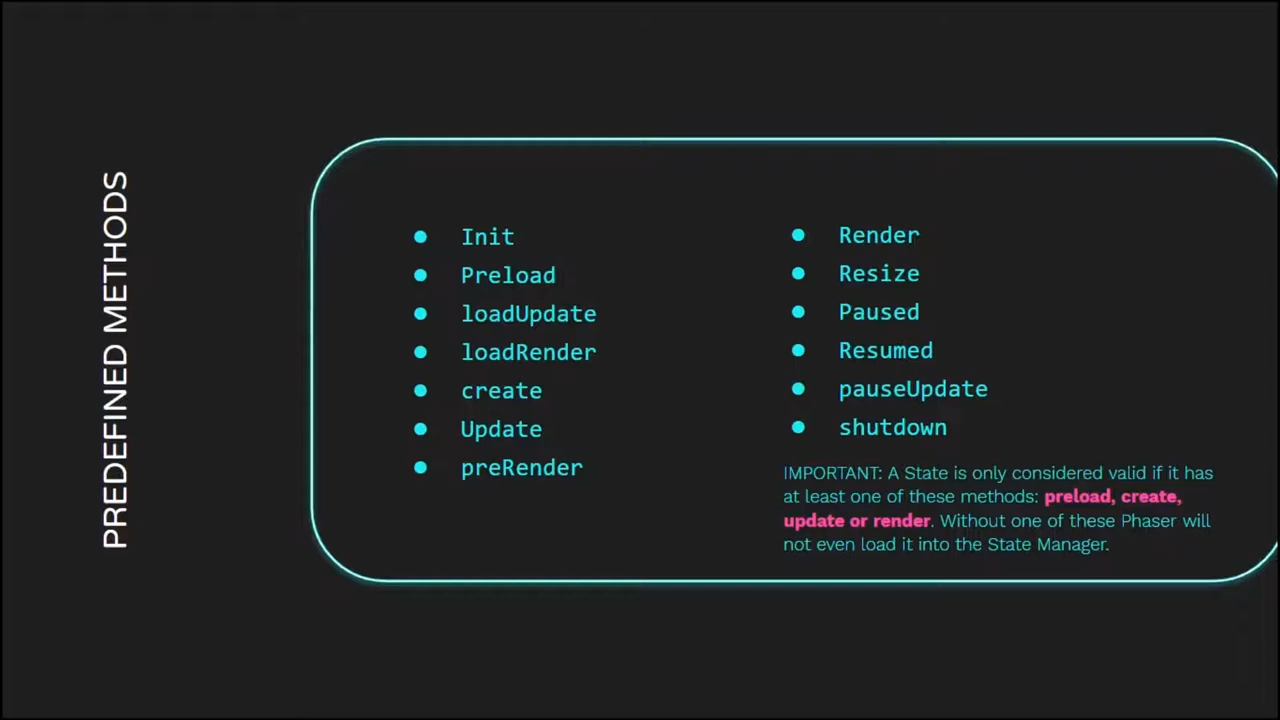 PREDEFINED METHODS
Init
Preload
loadUpdate
loadRender
create
Update
preRender
Render
Resize
Paused
Resumed
pauseUpdate
shutdown
IMPORTANT: A State is only considered valid if it has
at least one of these methods: preload, create,
update or render. Without one of these Phaser will
not even load it into the State Manager.